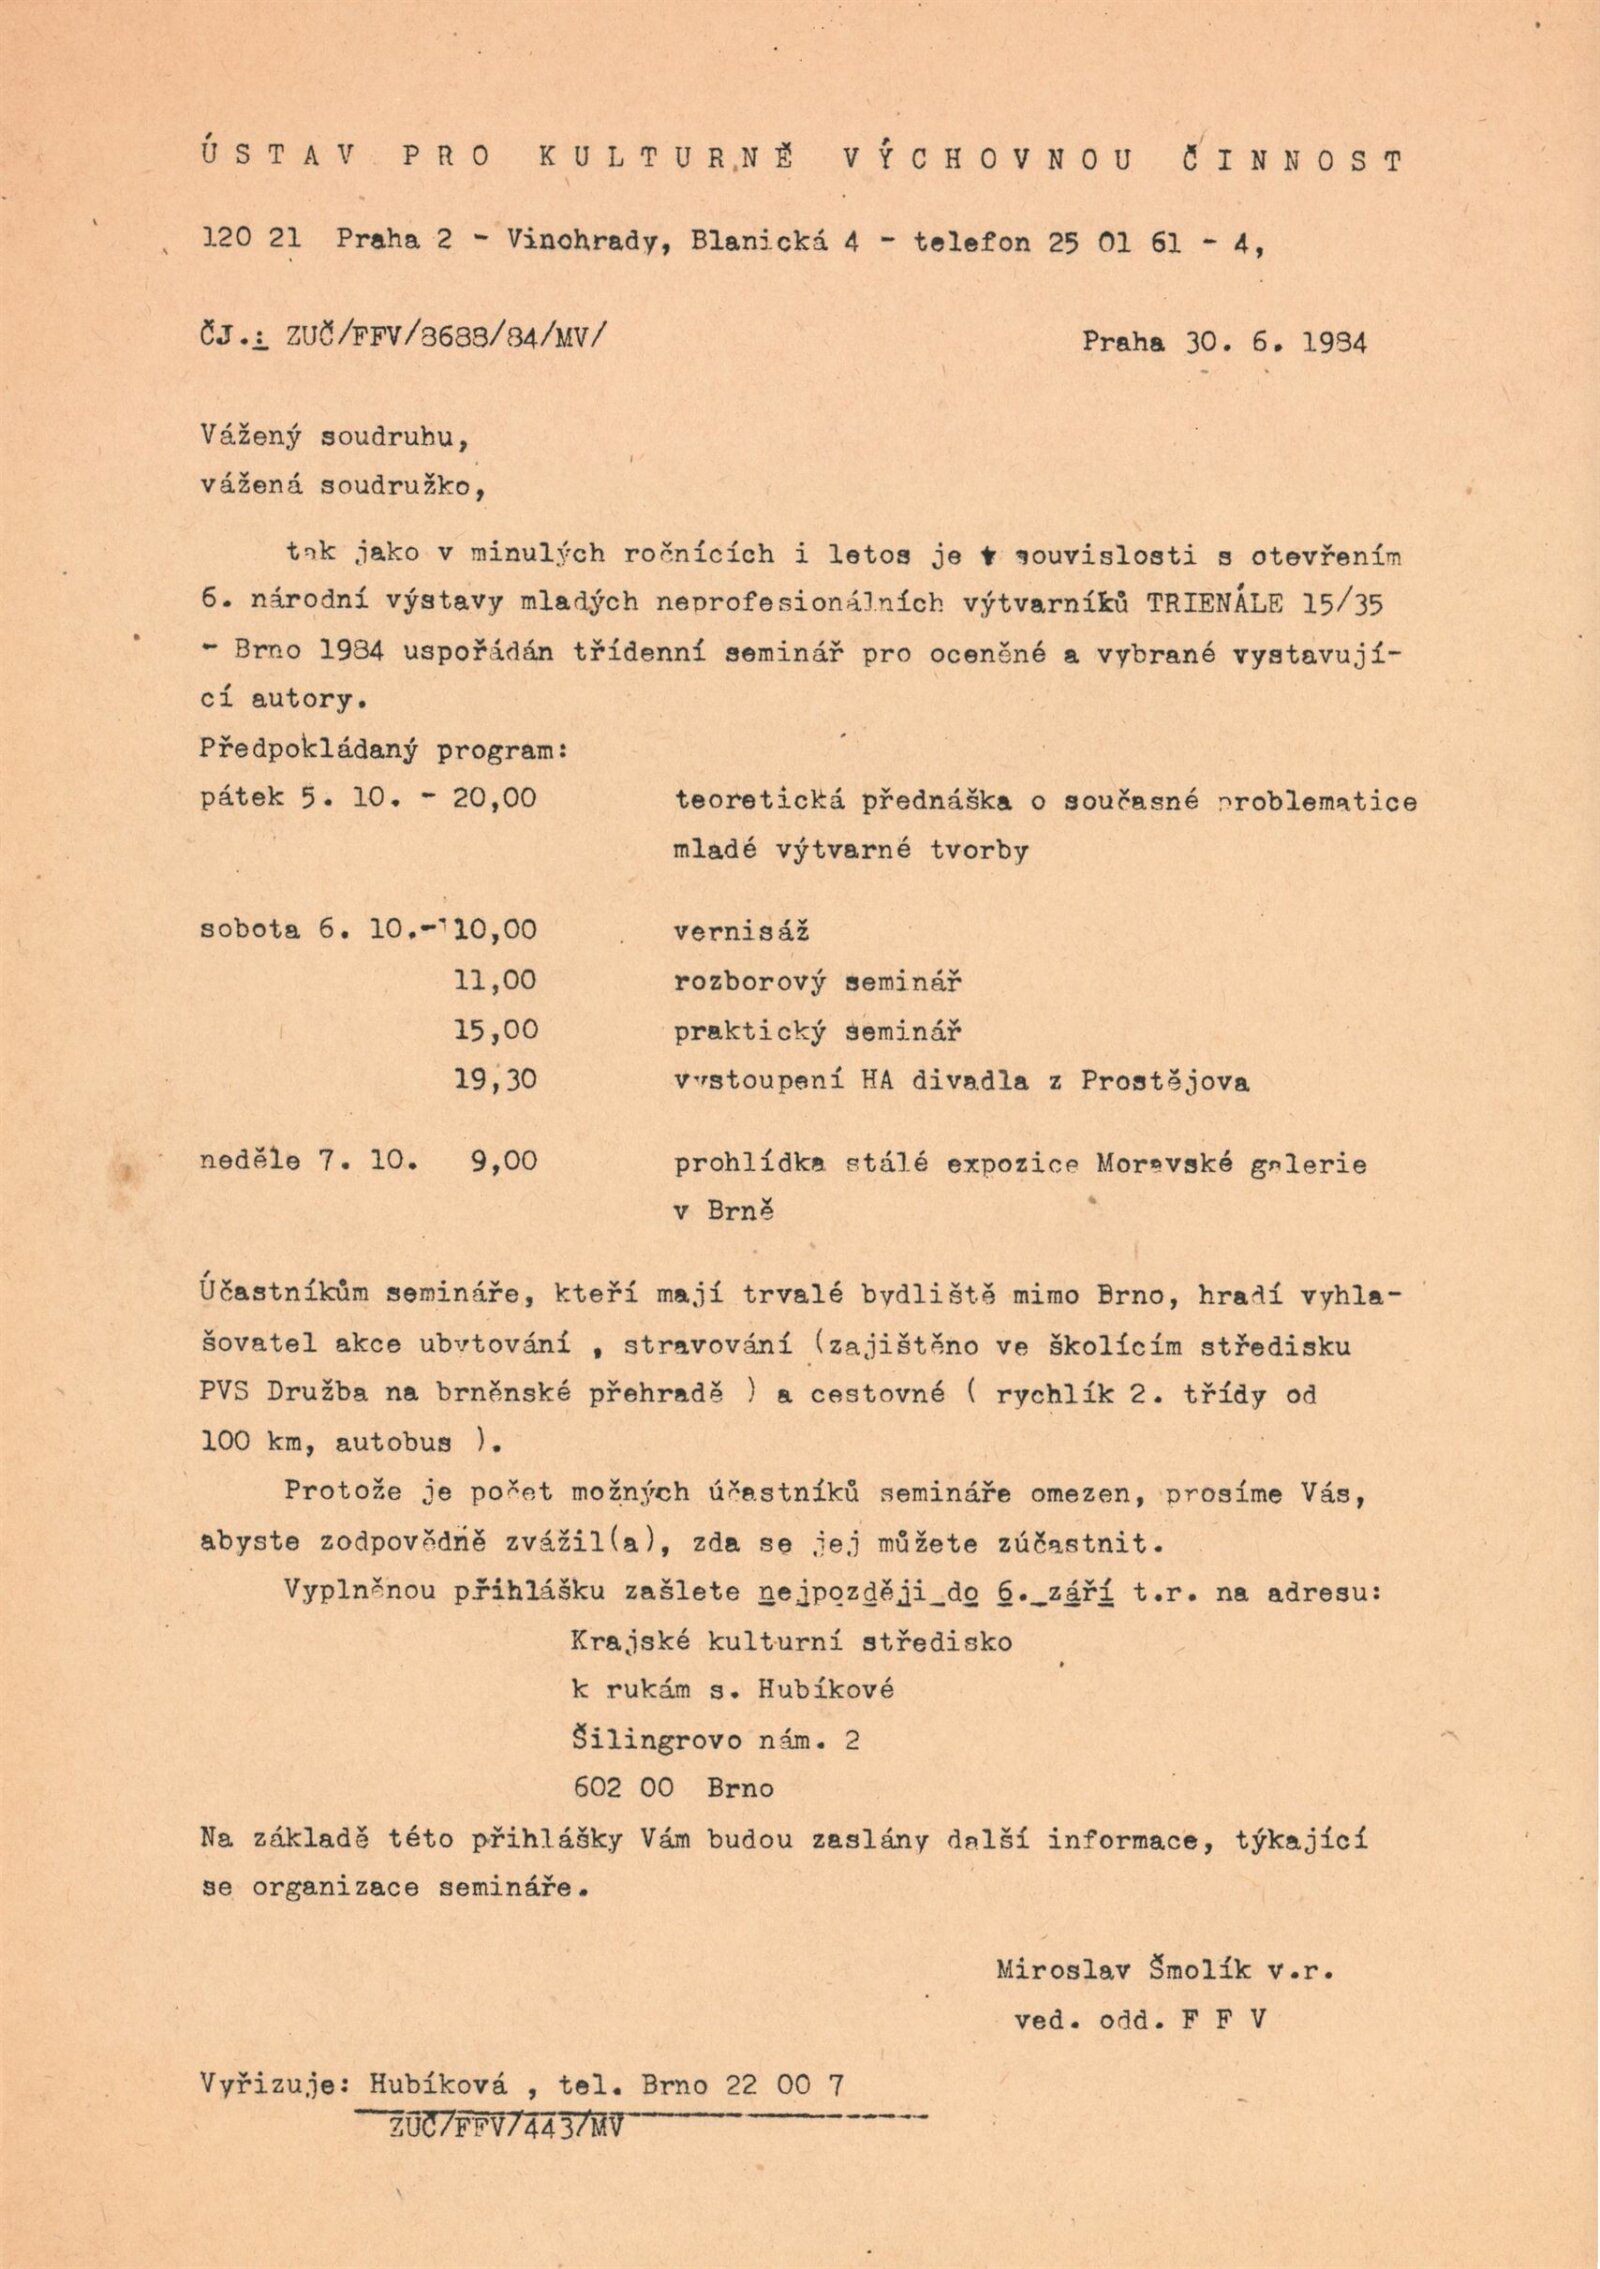 ÚSTAV PRO KULTURNĚ VÝCHOVNOU ČINNOST
120 21 Praha 2 - Vinohrady, Blanická 4 - telefon 25 01 61 - 4,
ČJ.: ZUČ/FFV/8688/84/MV/ Praha 30. 6. 1984
Vážený soudruhu,
vážená soudružko,
tak jako v minulých ročnících i letos je v souvislosti s otevřením
6. národní výstavy mladých neprofesionálních výtvarníků TRIENÁLE 15/35
- Brno 1984 uspořádán třídenní seminář pro oceněné a vybrané vystavují-
cí autory.
Předpokládaný program:
pátek 5. 10. - 20,00 teoretická přednáška o současné problematice
mladé výtvarné tvorby
sobota 6. 10.- 10,00 vernisáž
11,00 rozborový seminář
15,00 praktický seminář
19,30 vystoupení HA divadla z Prostějova
neděle 7. 10. 9,00 prohlídka stálé expozice Moravské galerie
v Brně
Účastníkům semináře, kteří mají trvalé bydliště mimo Brno, hradí vyhla-
šovatel akce ubytování , stravování (zajištěno ve školícím středisku
PVS Družba na brněnské přehradě ) a cestovné ( rychlík 2. třídy od
100 km, autobus ).
Protože je počet možných účastníků semináře omezen, prosíme Vás,
abyste zodpovědně zvážil(a), zda se jej můžete zúčastnit.
Vyplněnou přihlášku zašlete nejpozději do 6. září t.r. na adresu:
Krajské kulturní středisko
k rukám s. Hubíkové
Šilingrovo nám. 2
602 00 Brno
Na základě této přihlášky Vám budou zaslány další informace, týkající
se organizace semináře.
Miroslav Šmolík v.r.
ved. odd. F F V
Vyřizuje: Hubíková , tel. Brno 22 00 7
ZUČ/FFV/443/MV